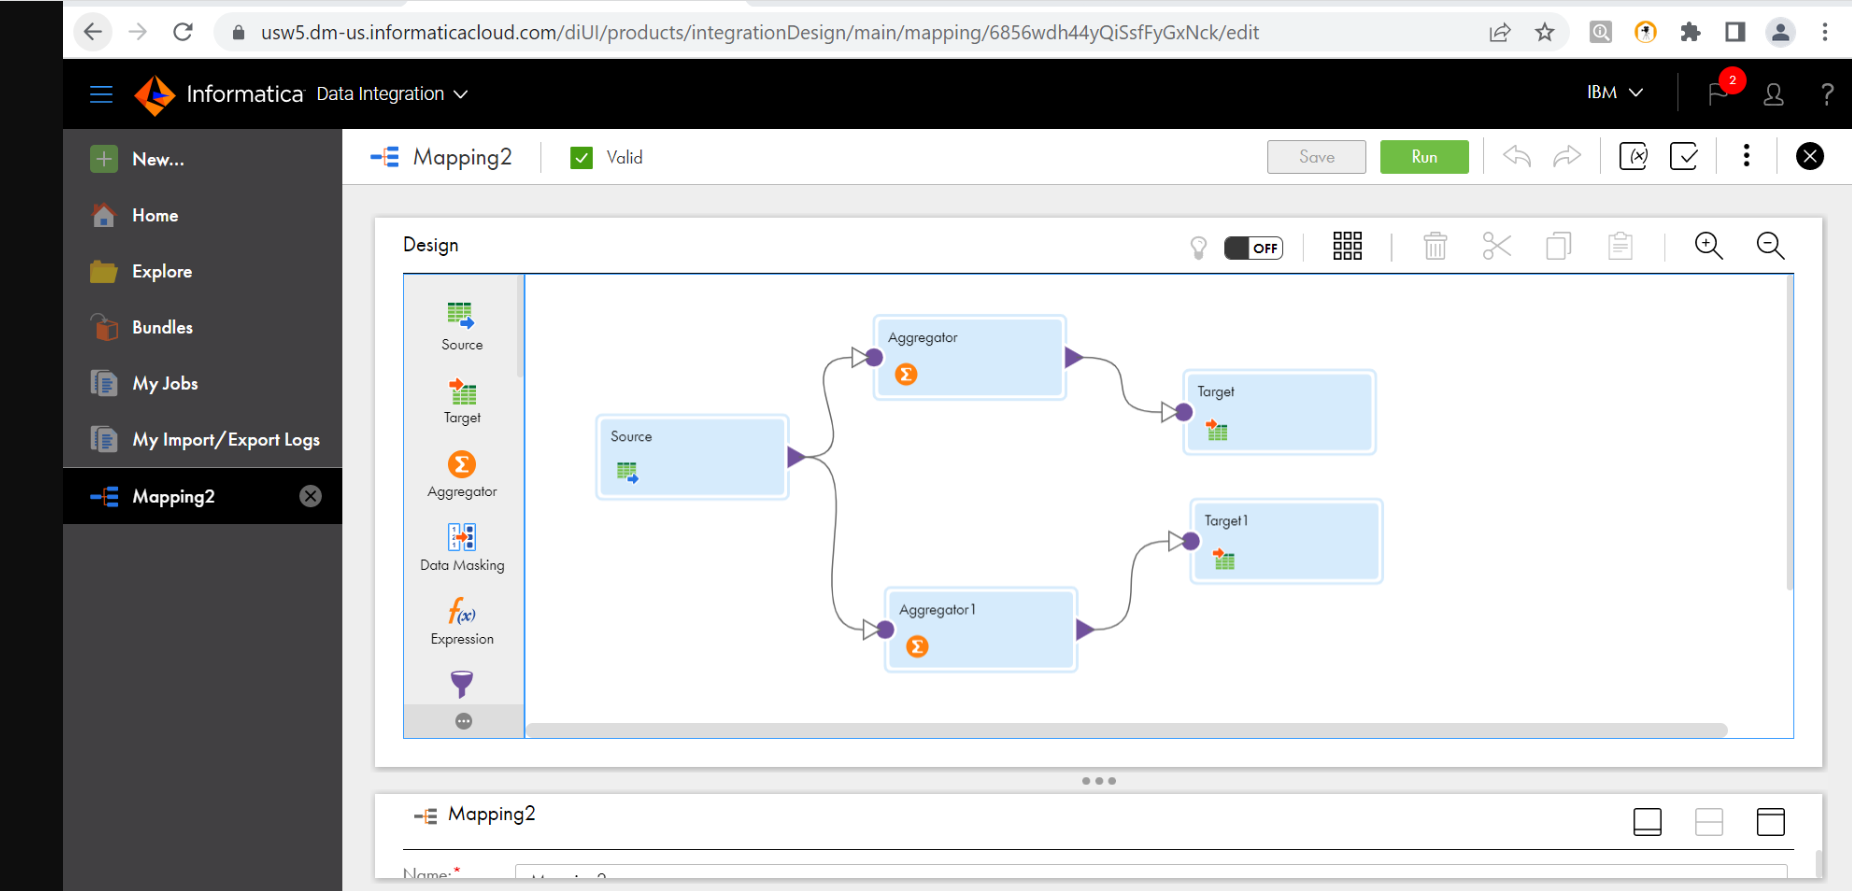 usw5.dm-us.informaticacloud.com/diUI/products/integrationDesign/main/mapping/6856wdh44yQiSsfFyGxNck/edit
Informatica Data Integration
IBM
2
?
New...
Home
Explore
Bundles
My Jobs
My Import/Export Logs
Mapping2
Mapping2
Valid
Save
Run
(x)
Design
OFF
Source
Target
Aggregator
Data Masking
f(x)
Expression
Source
Aggregator
Σ
Target
Target1
Aggregator1
Σ
Mapping2
Name:*
Mapping2